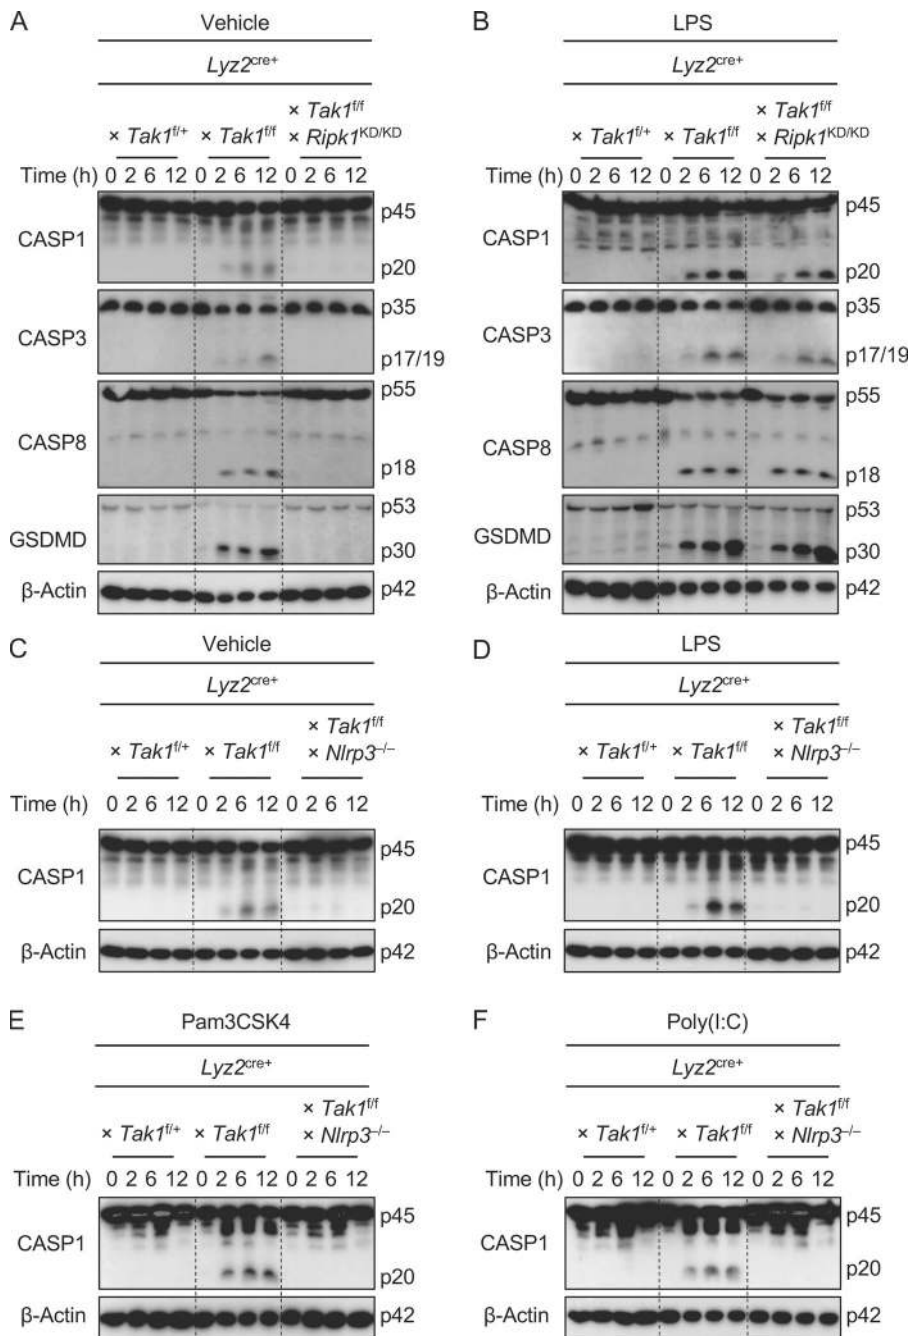 A
Vehicle
Lyz2cre+
× Tak1f/f
× Tak1f/+ × Tak1f/f × Ripk1KD/KD
Time (h) 0 2 6 12 0 2 6 12 0 2 6 12
CASP1 p45
p20
CASP3 p35
p17/19
CASP8 p55
p18
GSDMD p53
p30
β-Actin p42
B
LPS
Lyz2cre+
× Tak1f/f
× Tak1f/+ × Tak1f/f × Ripk1KD/KD
Time (h) 0 2 6 12 0 2 6 12 0 2 6 12
CASP1 p45
p20
CASP3 p35
p17/19
CASP8 p55
p18
GSDMD p53
p30
β-Actin p42
C
Vehicle
Lyz2cre+
× Tak1f/f
× Tak1f/+ × Tak1f/f × Nlrp3–/–
Time (h) 0 2 6 12 0 2 6 12 0 2 6 12
CASP1 p45
p20
β-Actin p42
D
LPS
Lyz2cre+
× Tak1f/f
× Tak1f/+ × Tak1f/f × Nlrp3–/–
Time (h) 0 2 6 12 0 2 6 12 0 2 6 12
CASP1 p45
p20
β-Actin p42
E
Pam3CSK4
Lyz2cre+
× Tak1f/f
× Tak1f/+ × Tak1f/f × Nlrp3–/–
Time (h) 0 2 6 12 0 2 6 12 0 2 6 12
CASP1 p45
p20
β-Actin p42
F
Poly(I:C)
Lyz2cre+
× Tak1f/f
× Tak1f/+ × Tak1f/f × Nlrp3–/–
Time (h) 0 2 6 12 0 2 6 12 0 2 6 12
CASP1 p45
p20
β-Actin p42